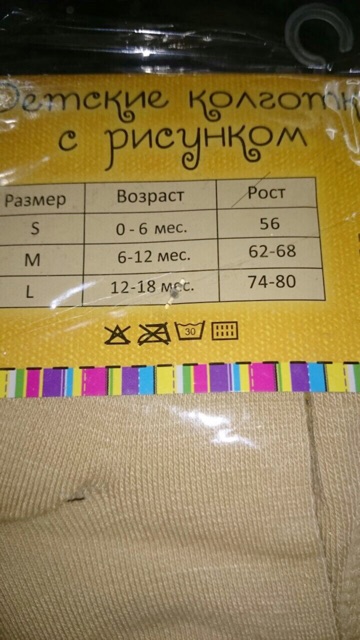 Детские колготк
с рисунком
Размер Возраст Рост
S 0-6 мес. 56
M 6-12 мес. 62-68
L 12-18 мес. 74-80
30